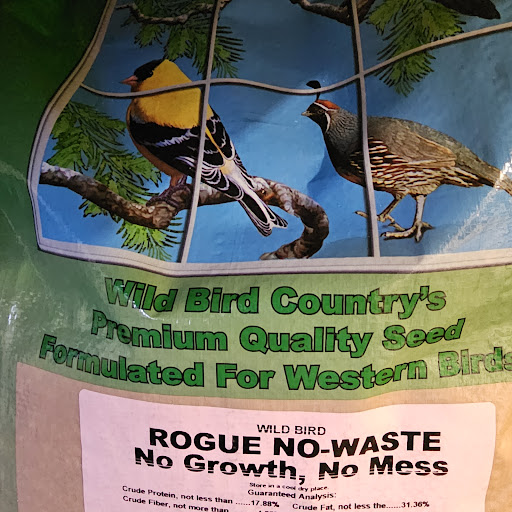 Wild Bird Country's
Premium Quality Seed
Formulated For Western Birds
WILD BIRD
ROGUE NO-WASTE
No Growth, No Mess
Store in a cool dry place.
Guaranteed Analysis:
Crude Protein, not less than ......17.88% Crude Fat, not less the......31.36%
Crude Fiber, not more than